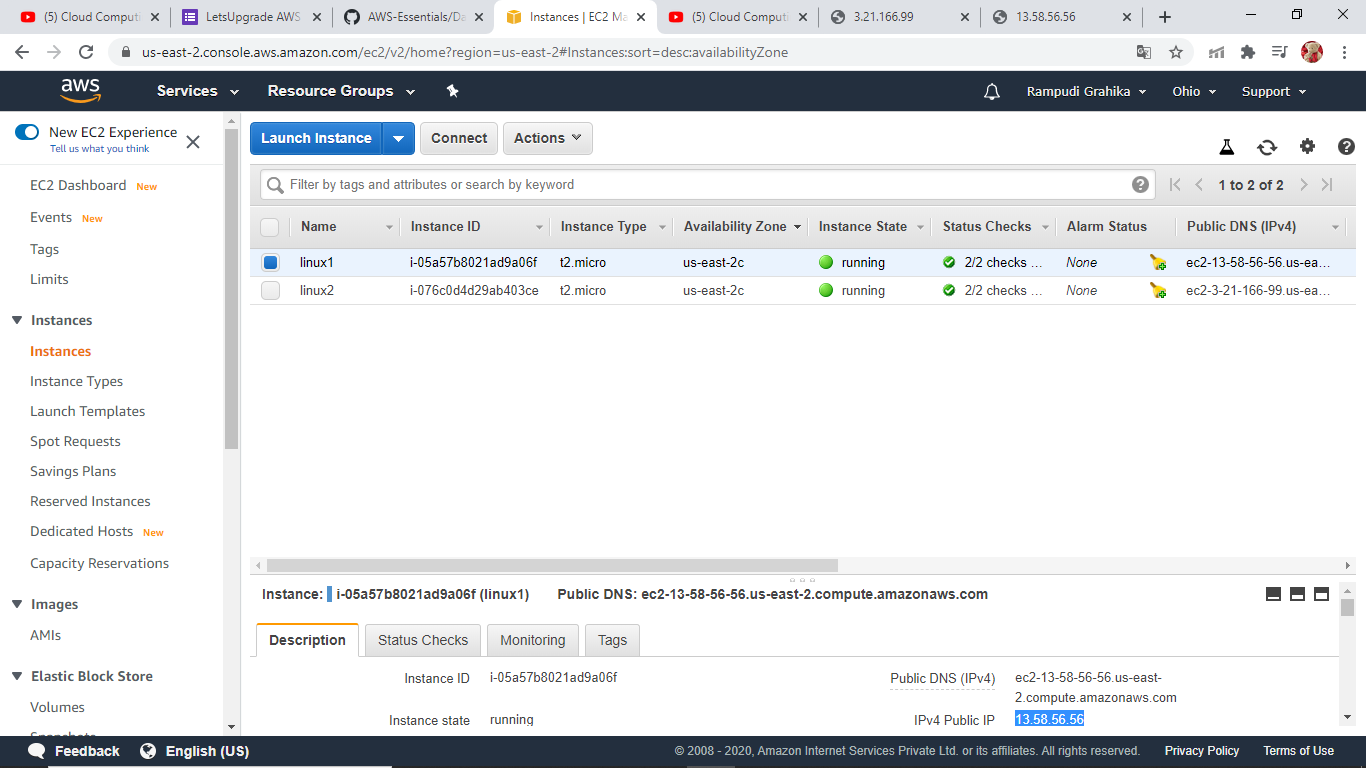 (5) Cloud Comput
LetsUpgrade AWS
AWS-Essentials/Da
Instances | EC2 Ma
(5) Cloud Comput
3.21.166.99
13.58.56.56
us-east-2.console.aws.amazon.com/ec2/v2/home?region=us-east-2#Instances:sort=desc:availabilityZone
aws Services Resource Groups Rampudi Grahika Ohio Support
New EC2 Experience
Tell us what you think
EC2 Dashboard New
Events New
Tags
Limits
Instances
Instances
Instance Types
Launch Templates
Spot Requests
Savings Plans
Reserved Instances
Dedicated Hosts New
Capacity Reservations
Images
AMIs
Elastic Block Store
Volumes
Snapshots
Launch Instance Connect Actions
Filter by tags and attributes or search by keyword 1 to 2 of 2
Name Instance ID Instance Type Availability Zone Instance State Status Checks Alarm Status Public DNS (IPv4)
linux1 i-05a57b8021ad9a06f t2.micro us-east-2c running 2/2 checks ... None ec2-13-58-56-56.us-ea...
linux2 i-076c0d4d29ab403ce t2.micro us-east-2c running 2/2 checks ... None ec2-3-21-166-99.us-ea...
Instance: i-05a57b8021ad9a06f (linux1) Public DNS: ec2-13-58-56-56.us-east-2.compute.amazonaws.com
Description Status Checks Monitoring Tags
Instance ID i-05a57b8021ad9a06f
Instance state running
Public DNS (IPv4) ec2-13-58-56-56.us-east-
2.compute.amazonaws.com
IPv4 Public IP 13.58.56.56
Feedback English (US) © 2008 - 2020, Amazon Internet Services Private Ltd. or its affiliates. All rights reserved. Privacy Policy Terms of Use